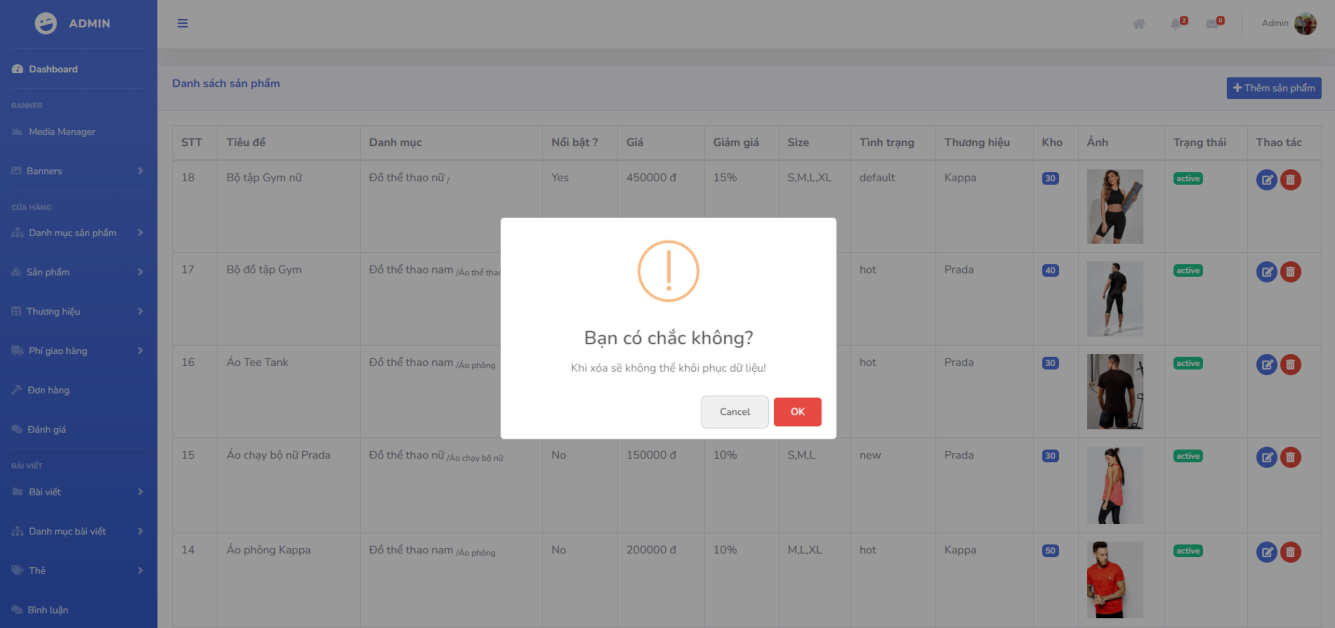 ADMIN
2
0
Admin
Dashboard
BANNER
Media Manager
Banners
CỬA HÀNG
Danh mục sản phẩm
Sản phẩm
Thương hiệu
Phí giao hàng
Đơn hàng
Đánh giá
BÀI VIẾT
Bài viết
Danh mục bài viết
Thẻ
Bình luận
Danh sách sản phẩm
Thêm sản phẩm
STT Tiêu đề Danh mục Nổi bật ? Giá Giảm giá Size Tình trạng Thương hiệu Kho Ảnh Trạng thái Thao tác
18 Bộ tập Gym nữ Đồ thể thao nữ / Yes 450000 đ 15% S,M,L,XL default Kappa 30 active
17 Bộ đồ tập Gym Đồ thể thao nam /Áo thể thao hot Prada 40 active
16 Áo Tee Tank Đồ thể thao nam /Áo phông hot Prada 30 active
15 Áo chạy bộ nữ Prada Đồ thể thao nữ /Áo chạy bộ nữ No 150000 đ 10% S,M,L new Prada 30 active
14 Áo phông Kappa Đồ thể thao nam /Áo phông No 200000 đ 10% M,L,XL hot Kappa 50 active
Bạn có chắc không?
Khi xóa sẽ không thể khôi phục dữ liệu!
Cancel OK